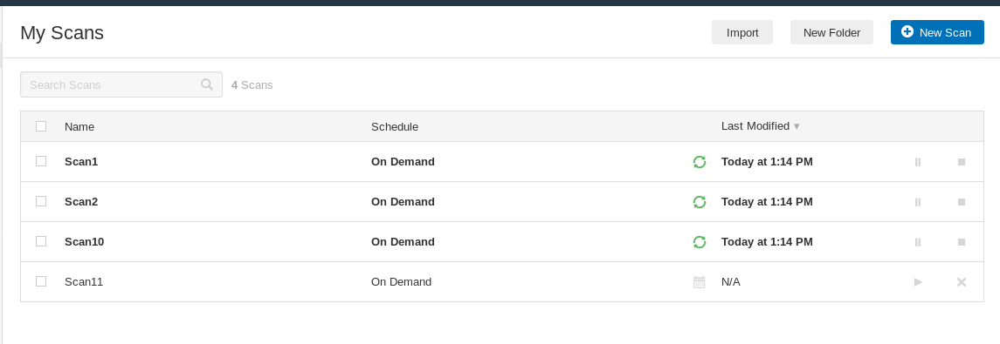 My Scans
Import
New Folder
New Scan
Search Scans
4 Scans
Name Schedule Last Modified ▼
Scan1 On Demand Today at 1:14 PM
Scan2 On Demand Today at 1:14 PM
Scan10 On Demand Today at 1:14 PM
Scan11 On Demand N/A